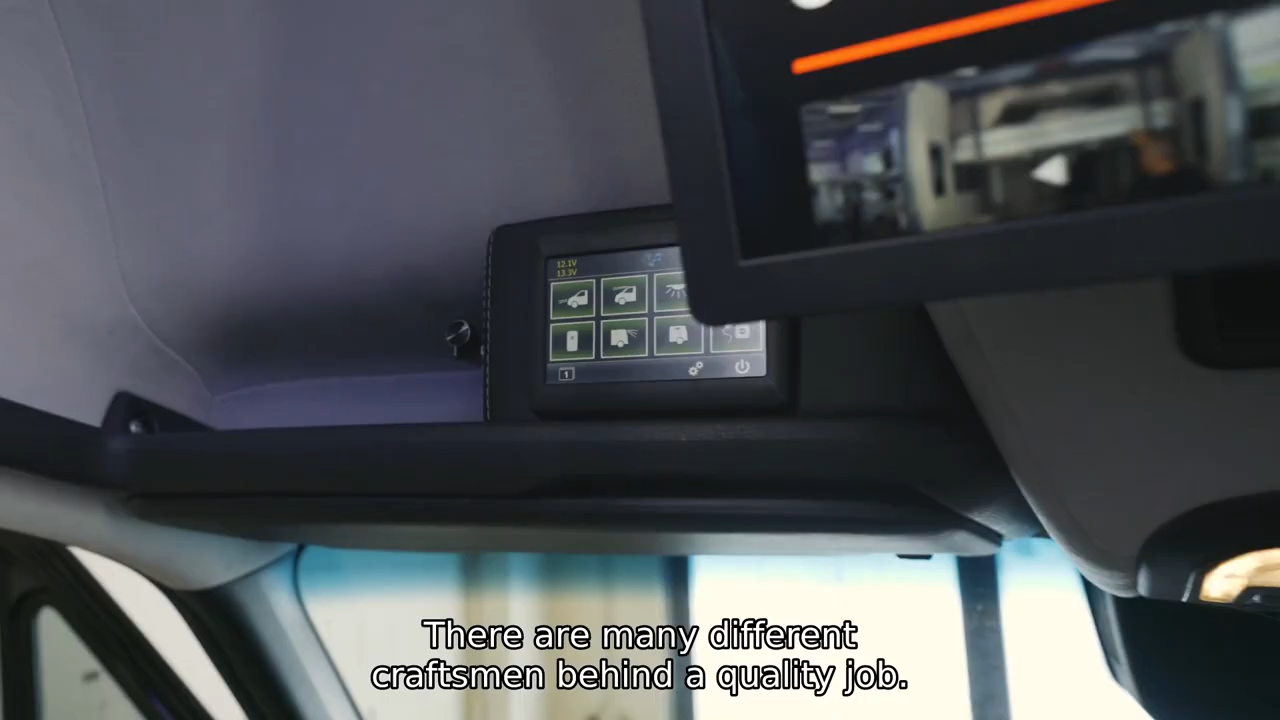 12.1V
13.3V
1
There are many different
craftsmen behind a quality job.